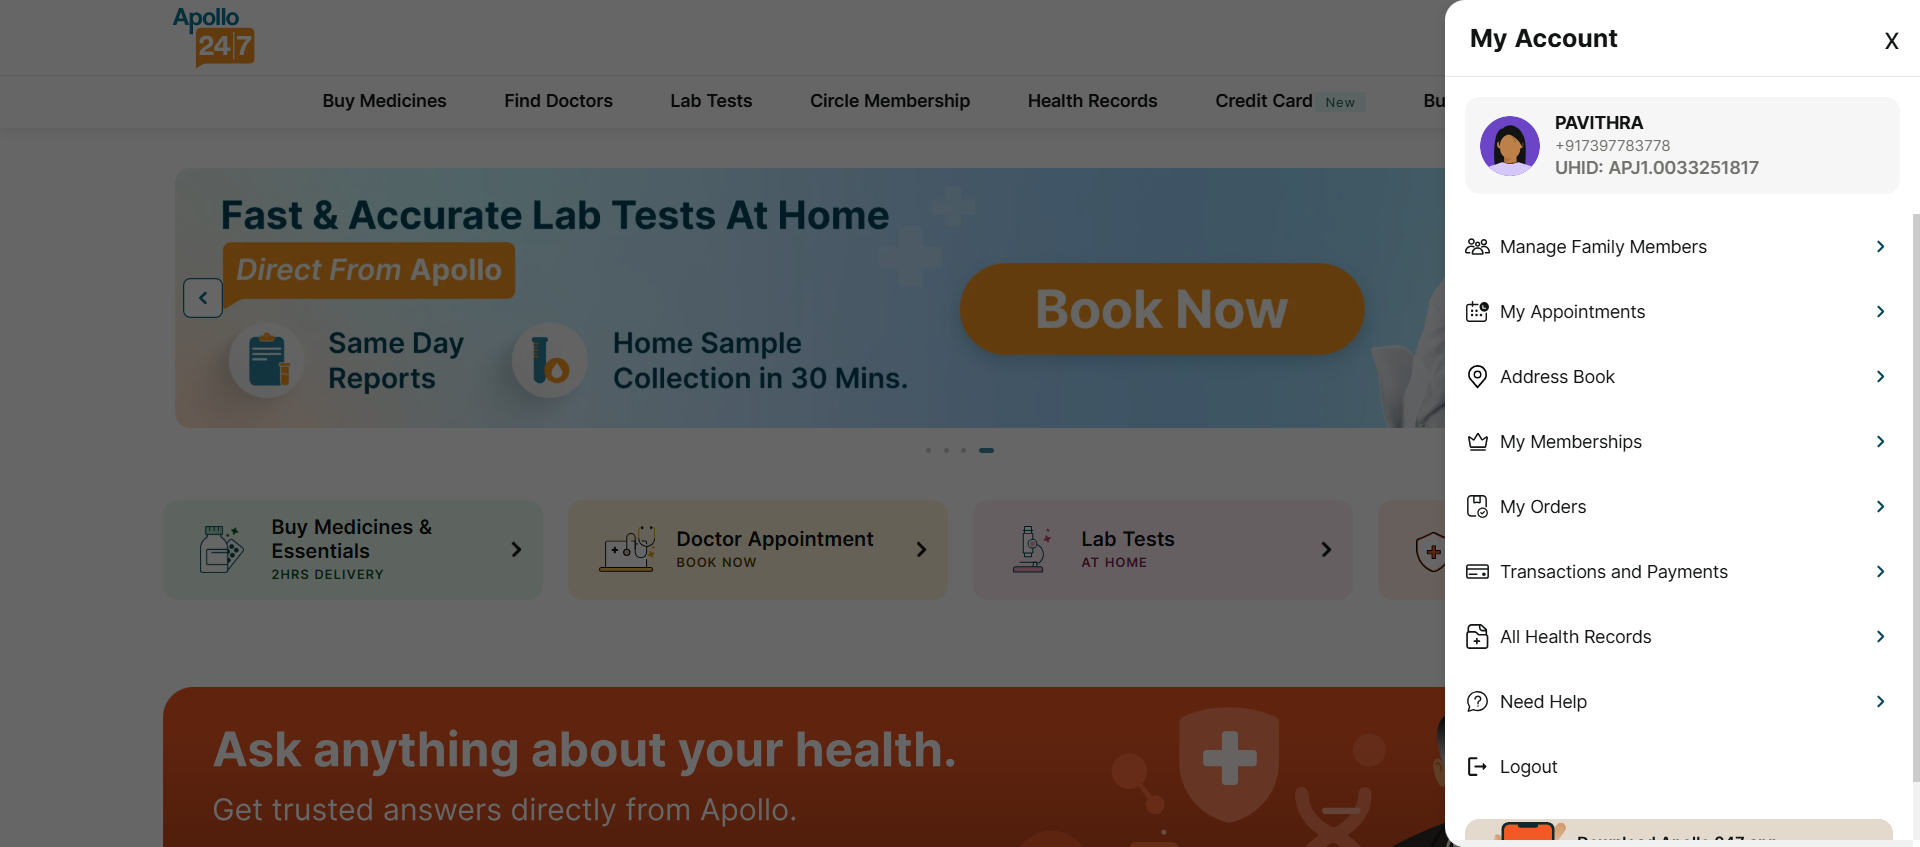 Apollo
24|7
Buy Medicines
Find Doctors
Lab Tests
Circle Membership
Health Records
Credit Card New
Bu
Fast & Accurate Lab Tests At Home
Direct From Apollo
Same Day
Reports
Home Sample
Collection in 30 Mins.
Book Now
Buy Medicines &
Essentials
2HRS DELIVERY
Doctor Appointment
BOOK NOW
Lab Tests
AT HOME
Ask anything about your health.
Get trusted answers directly from Apollo.
My Account
X
PAVITHRA
+917397783778
UHID: APJ1.0033251817
Manage Family Members
My Appointments
Address Book
My Memberships
My Orders
Transactions and Payments
All Health Records
Need Help
Logout
Download Apollo 247 app